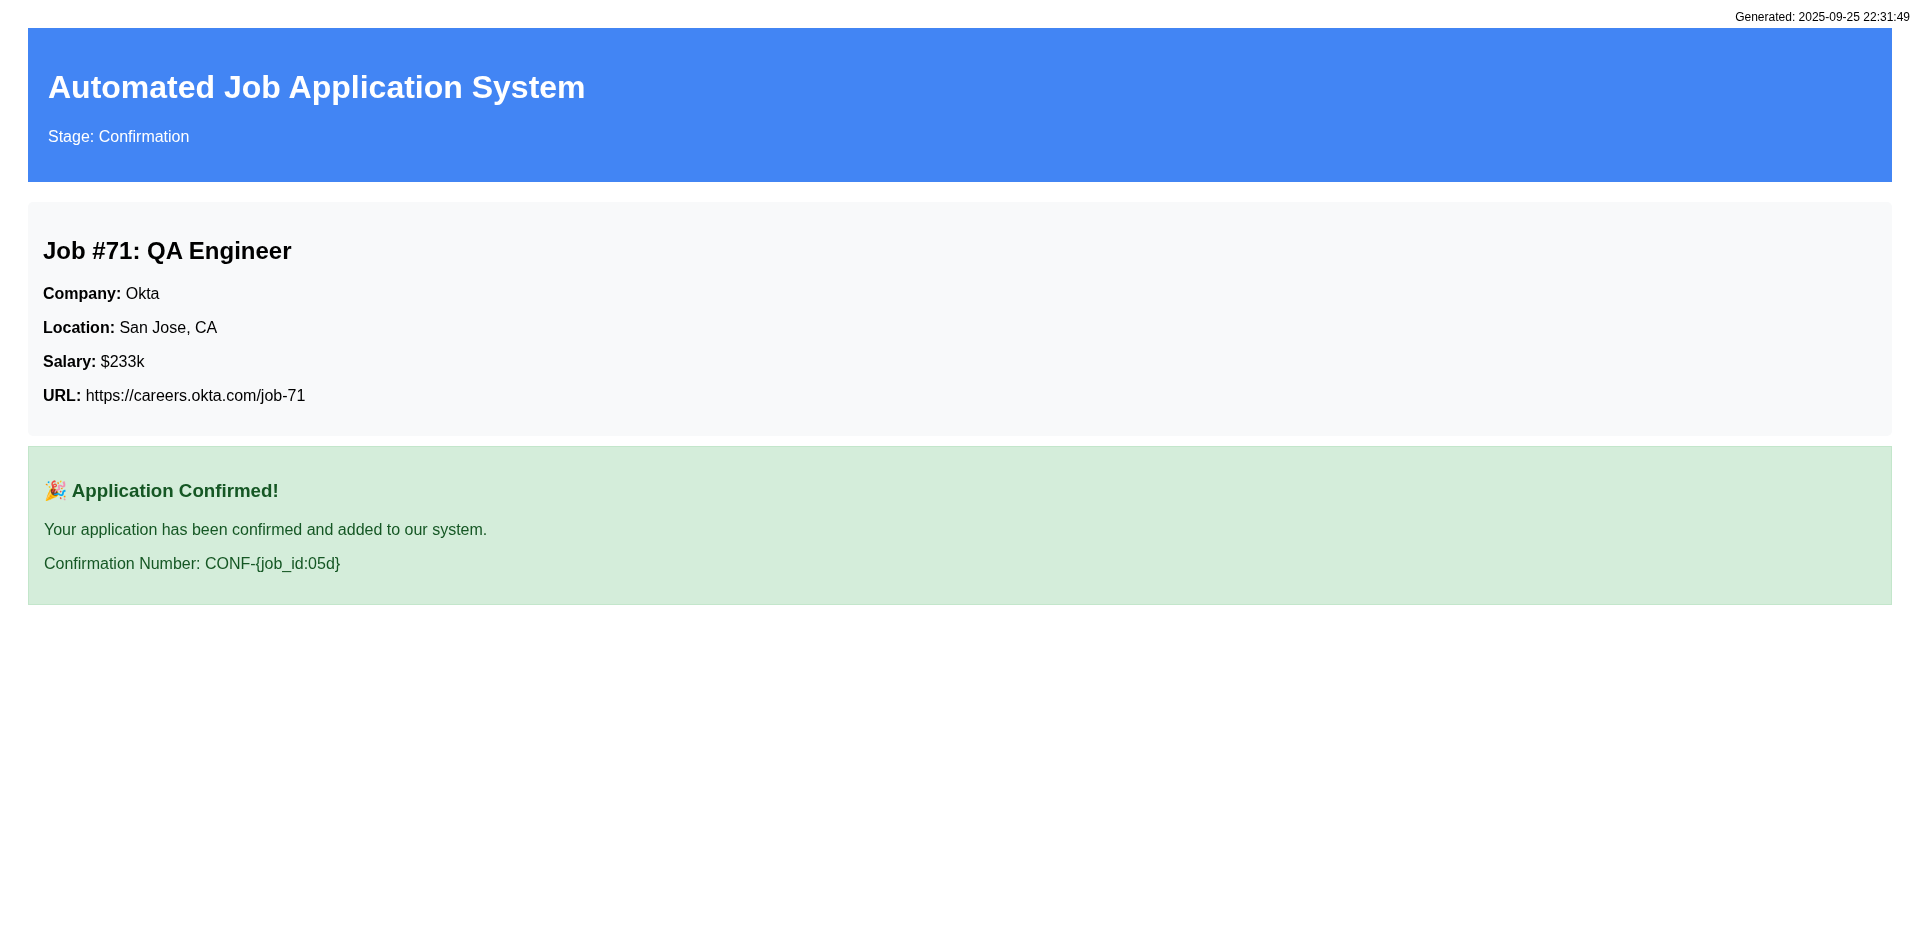 Generated: 2025-09-25 22:31:49
Automated Job Application System
Stage: Confirmation
Job #71: QA Engineer
Company: Okta
Location: San Jose, CA
Salary: $233k
URL: https://careers.okta.com/job-71
🎉 Application Confirmed!
Your application has been confirmed and added to our system.
Confirmation Number: CONF-{job_id:05d}